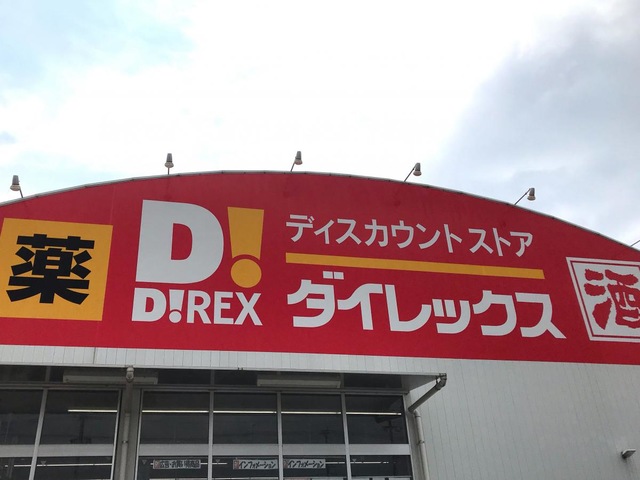 薬
D!
D!REX
ディスカウント ストア
ダイレックス
酒
インフォメーション
インフォメーション